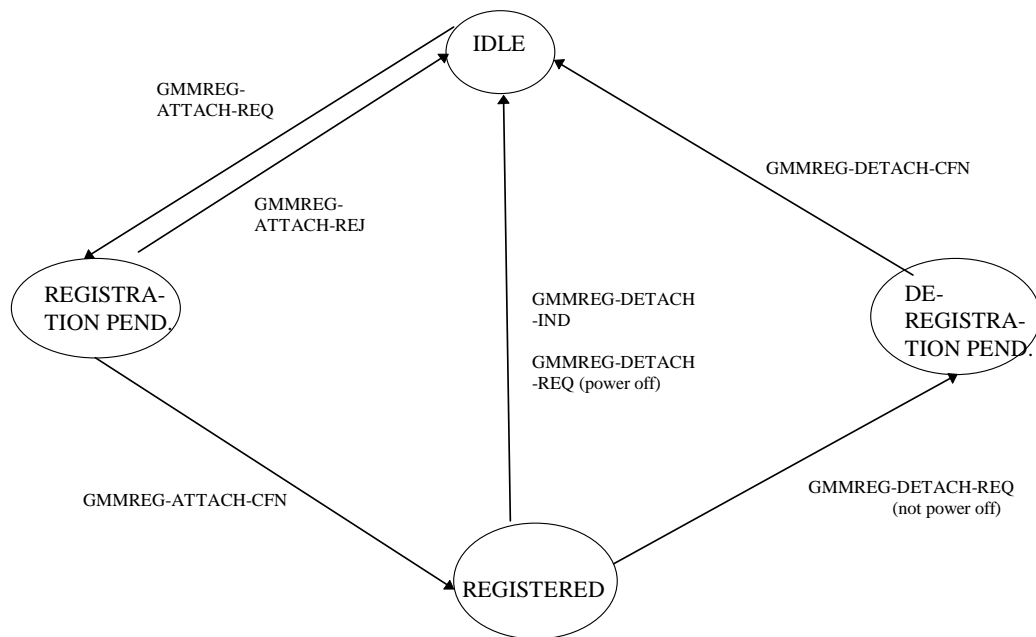 IDLE
GMMREG-
ATTACH-REQ
GMMREG-DETACH-CFN
GMMREG-
ATTACH-REJ
REGISTRA-
TION PEND.
GMMREG-DETACH
-IND
GMMREG-DETACH
-REQ (power off)
DE-
REGISTRA-
TION PEND.
GMMREG-ATTACH-CFN
GMMREG-DETACH-REQ
(not power off)
REGISTERED